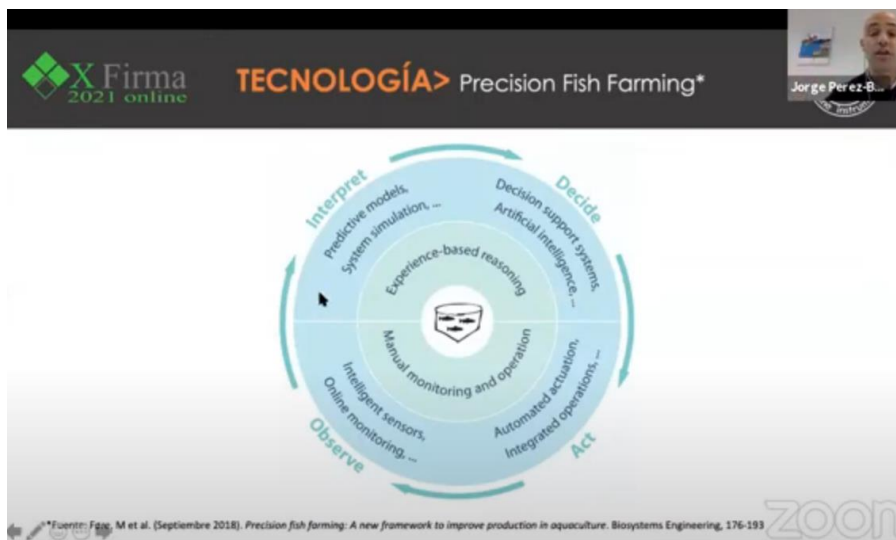 X Firma
2021 online
TECNOLOGÍA> Precision Fish Farming*
Jorge Perez-B...
Interpret
Predictive models,
System simulation, ...
Decide
Decision support systems,
Artificial intelligence, ...
Experience-based reasoning
Manual monitoring and operation
Intelligent sensors,
Online monitoring, ...
Observe
Automated actuation,
Integrated operations, ...
Act
*Fuente: Føre, M et al. (Septiembre 2018). Precision fish farming: A new framework to improve production in aquaculture. Biosystems Engineering, 176-193
zoom